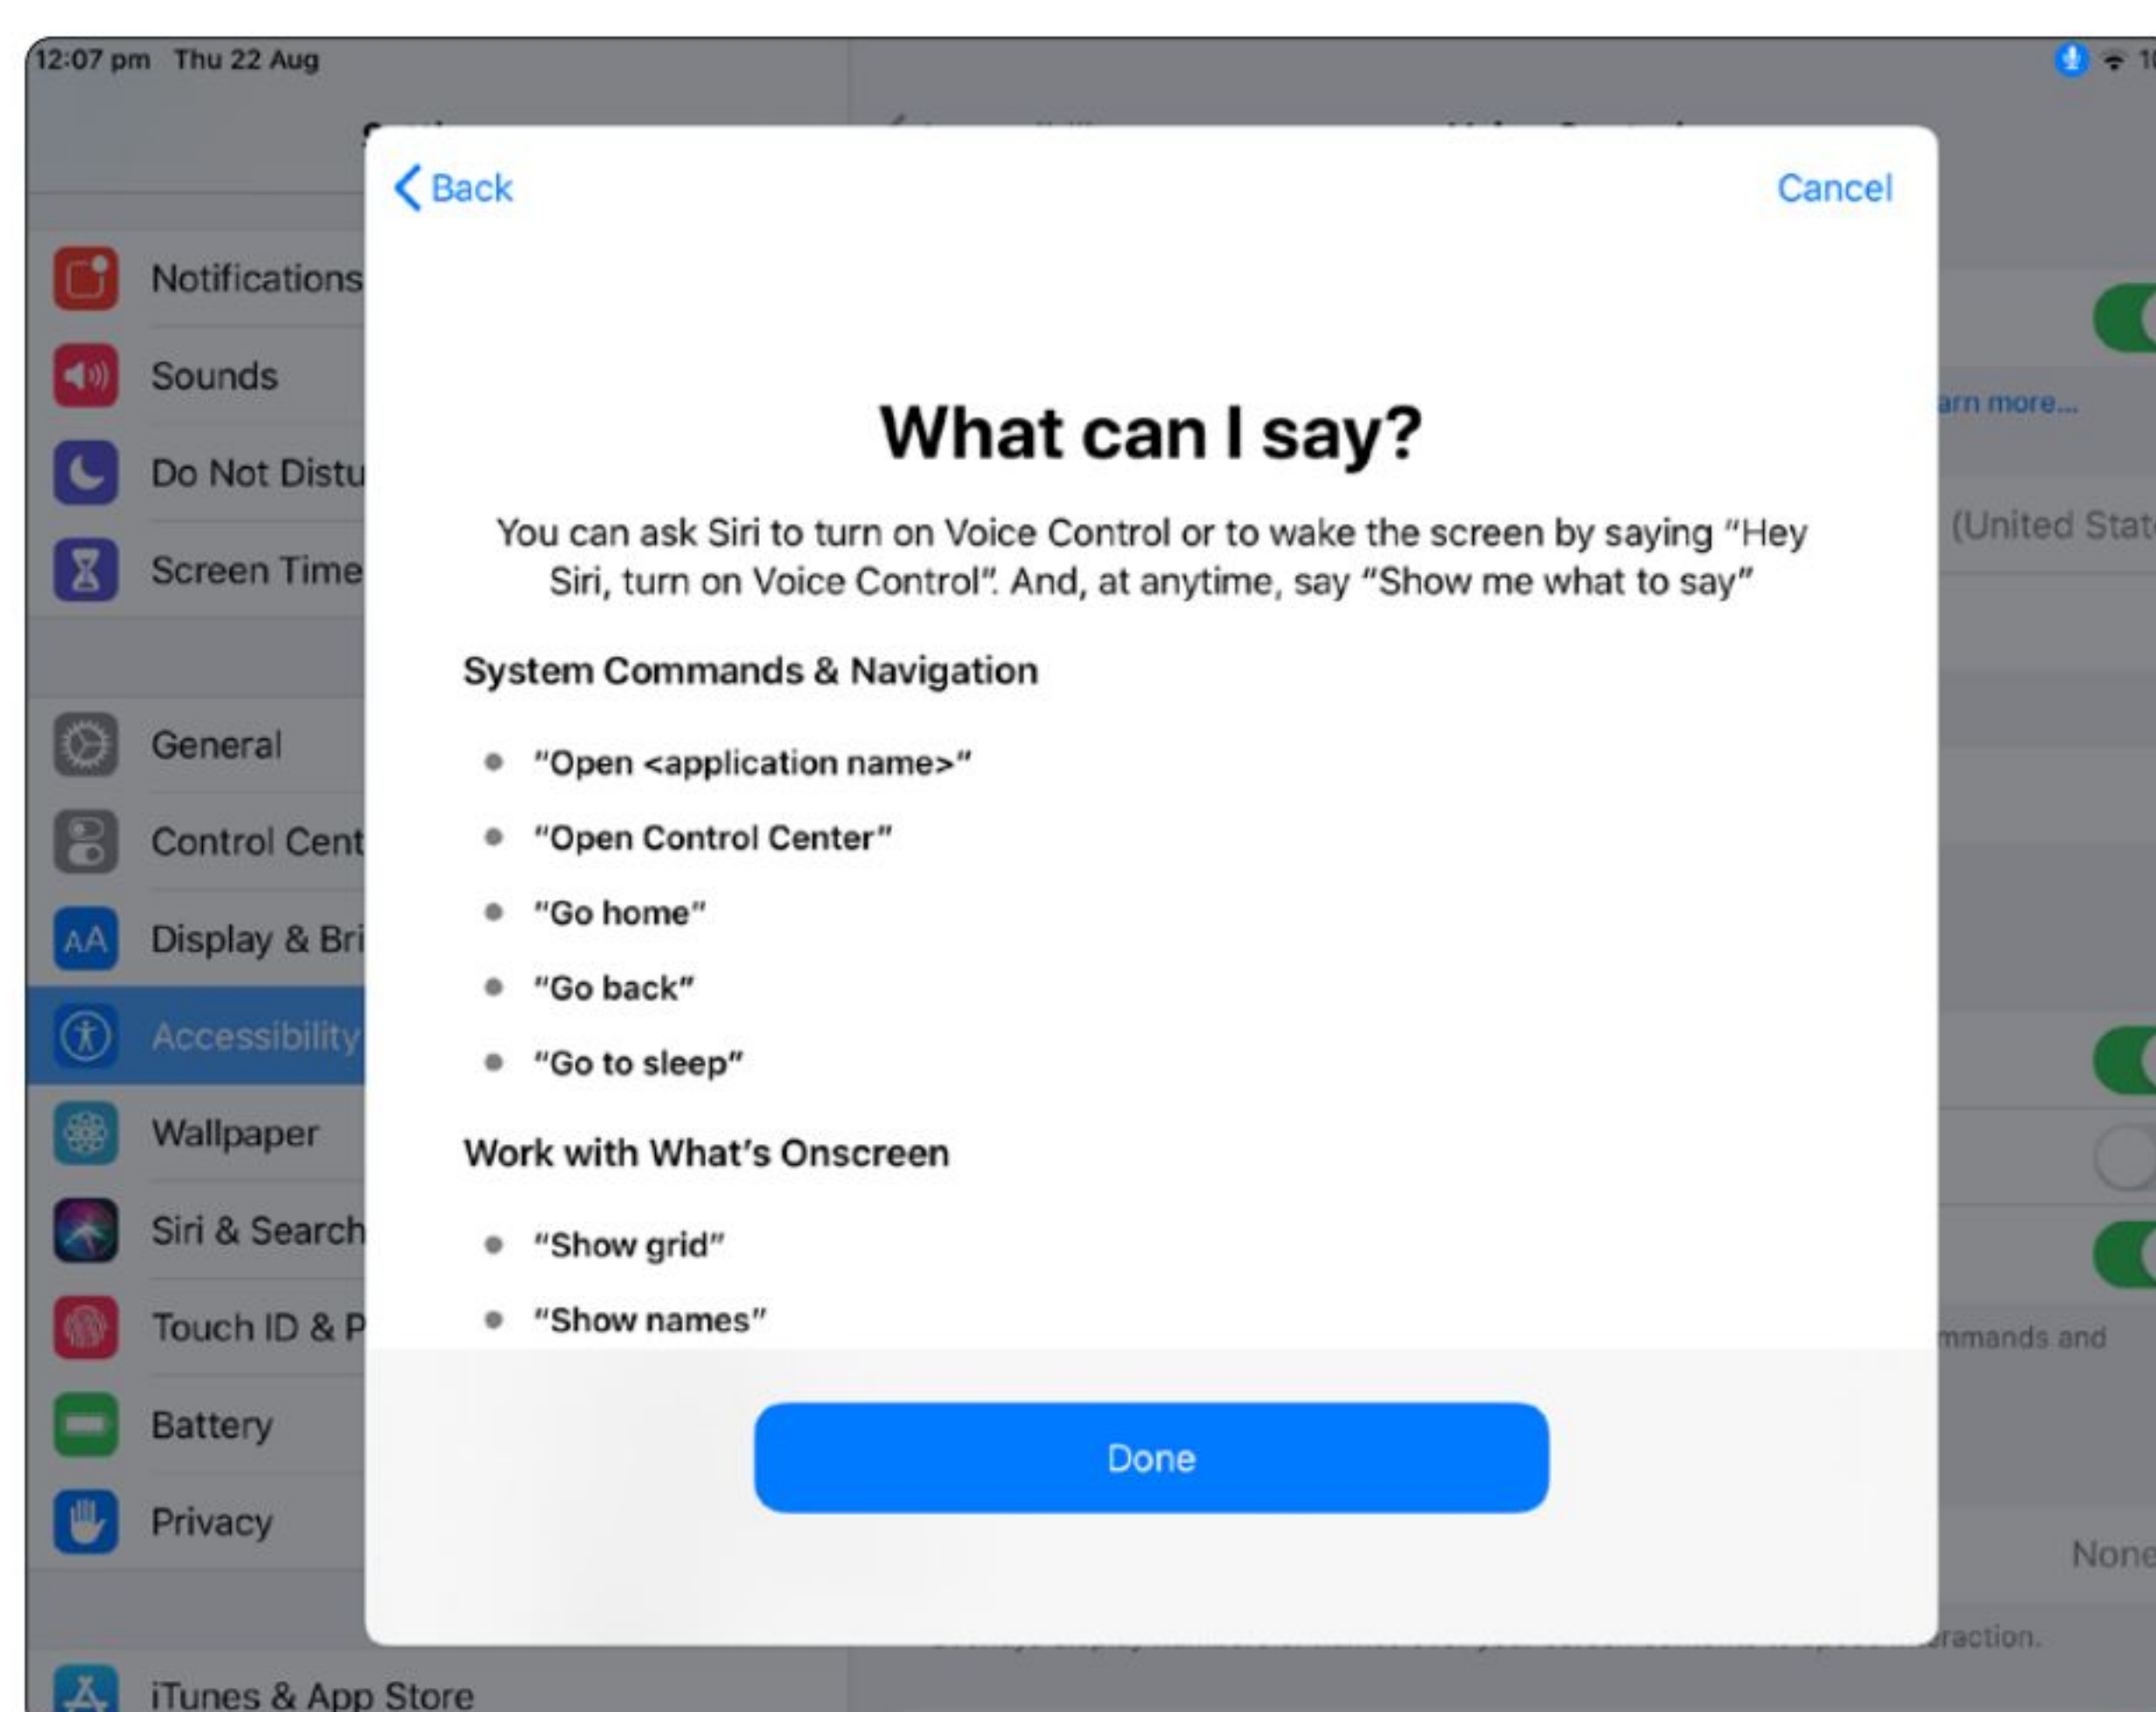 12:07 pm Thu 22 Aug
Back
Cancel
Notifications
Sounds
Do Not Distu
Screen Time
General
Control Cent
Display & Bri
Accessibility
Wallpaper
Siri & Search
Touch ID & P
Battery
Privacy
iTunes & App Store
What can I say?
You can ask Siri to turn on Voice Control or to wake the screen by saying “Hey
Siri, turn on Voice Control”. And, at anytime, say “Show me what to say”
System Commands & Navigation
“Open <application name>”
“Open Control Center”
“Go home”
“Go back”
“Go to sleep”
Work with What’s Onscreen
“Show grid”
“Show names”
Done
arn more...
(United Stat
mmands and
None
raction.